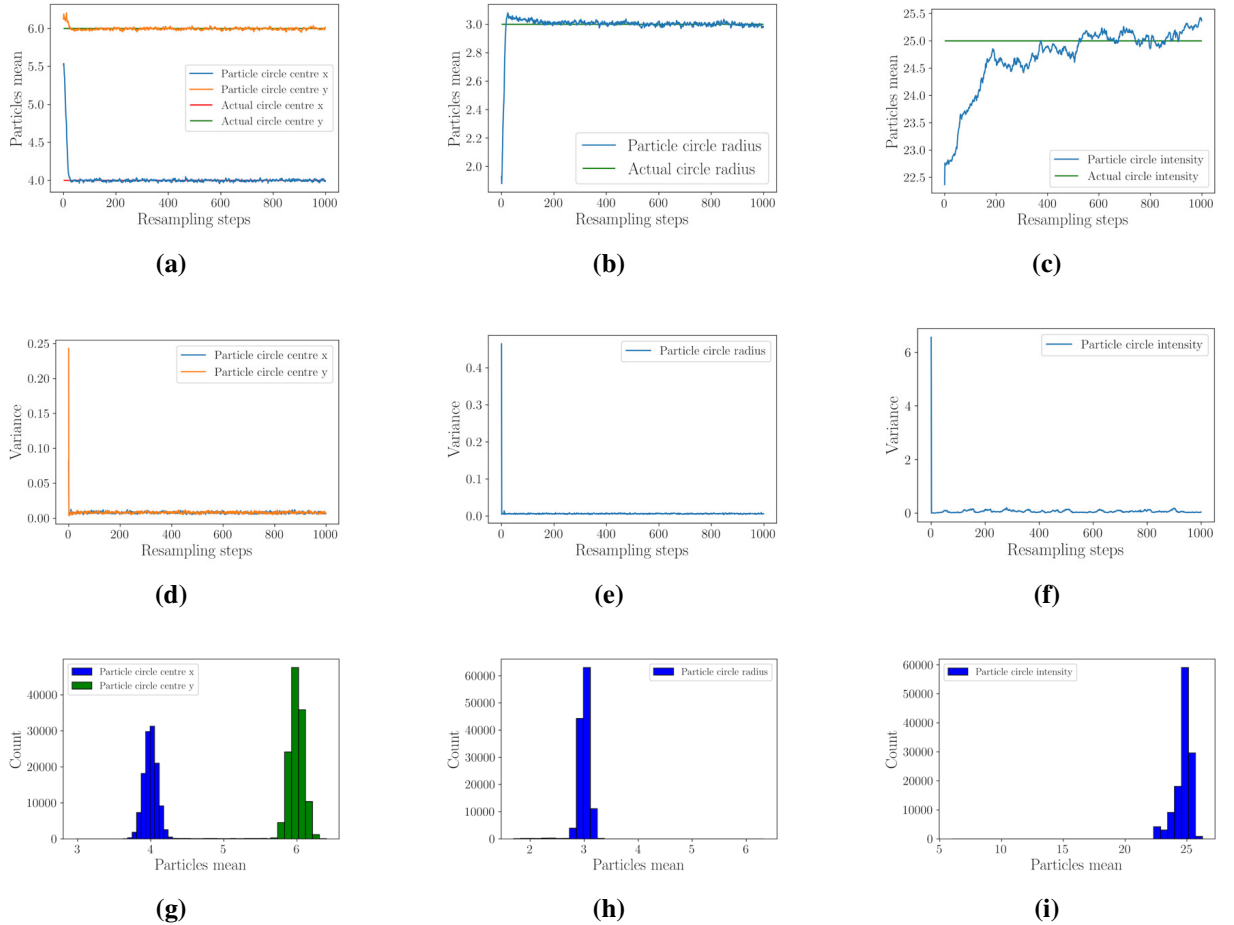 6.0
5.5
5.0
4.5
4.0
Particles mean
Particle circle centre x
Particle circle centre y
Actual circle centre x
Actual circle centre y
0 200 400 600 800 1000
Resampling steps
(a)
3.0
2.8
2.6
2.4
2.2
2.0
Particles mean
Particle circle radius
Actual circle radius
0 200 400 600 800 1000
Resampling steps
(b)
25.5
25.0
24.5
24.0
23.5
23.0
22.5
Particles mean
Particle circle intensity
Actual circle intensity
0 200 400 600 800 1000
Resampling steps
(c)
0.25
0.20
0.15
0.10
0.05
0.00
Variance
Particle circle centre x
Particle circle centre y
0 200 400 600 800 1000
Resampling steps
(d)
0.4
0.3
0.2
0.1
0.0
Variance
Particle circle radius
0 200 400 600 800 1000
Resampling steps
(e)
6
4
2
0
Variance
Particle circle intensity
0 200 400 600 800 1000
Resampling steps
(f)
40000
30000
20000
10000
0
Count
Particle circle centre x
Particle circle centre y
3 4 5 6
Particles mean
(g)
60000
50000
40000
30000
20000
10000
0
Count
Particle circle radius
2 3 4 5 6
Particles mean
(h)
60000
50000
40000
30000
20000
10000
0
Count
Particle circle intensity
5 10 15 20 25
Particles mean
(i)